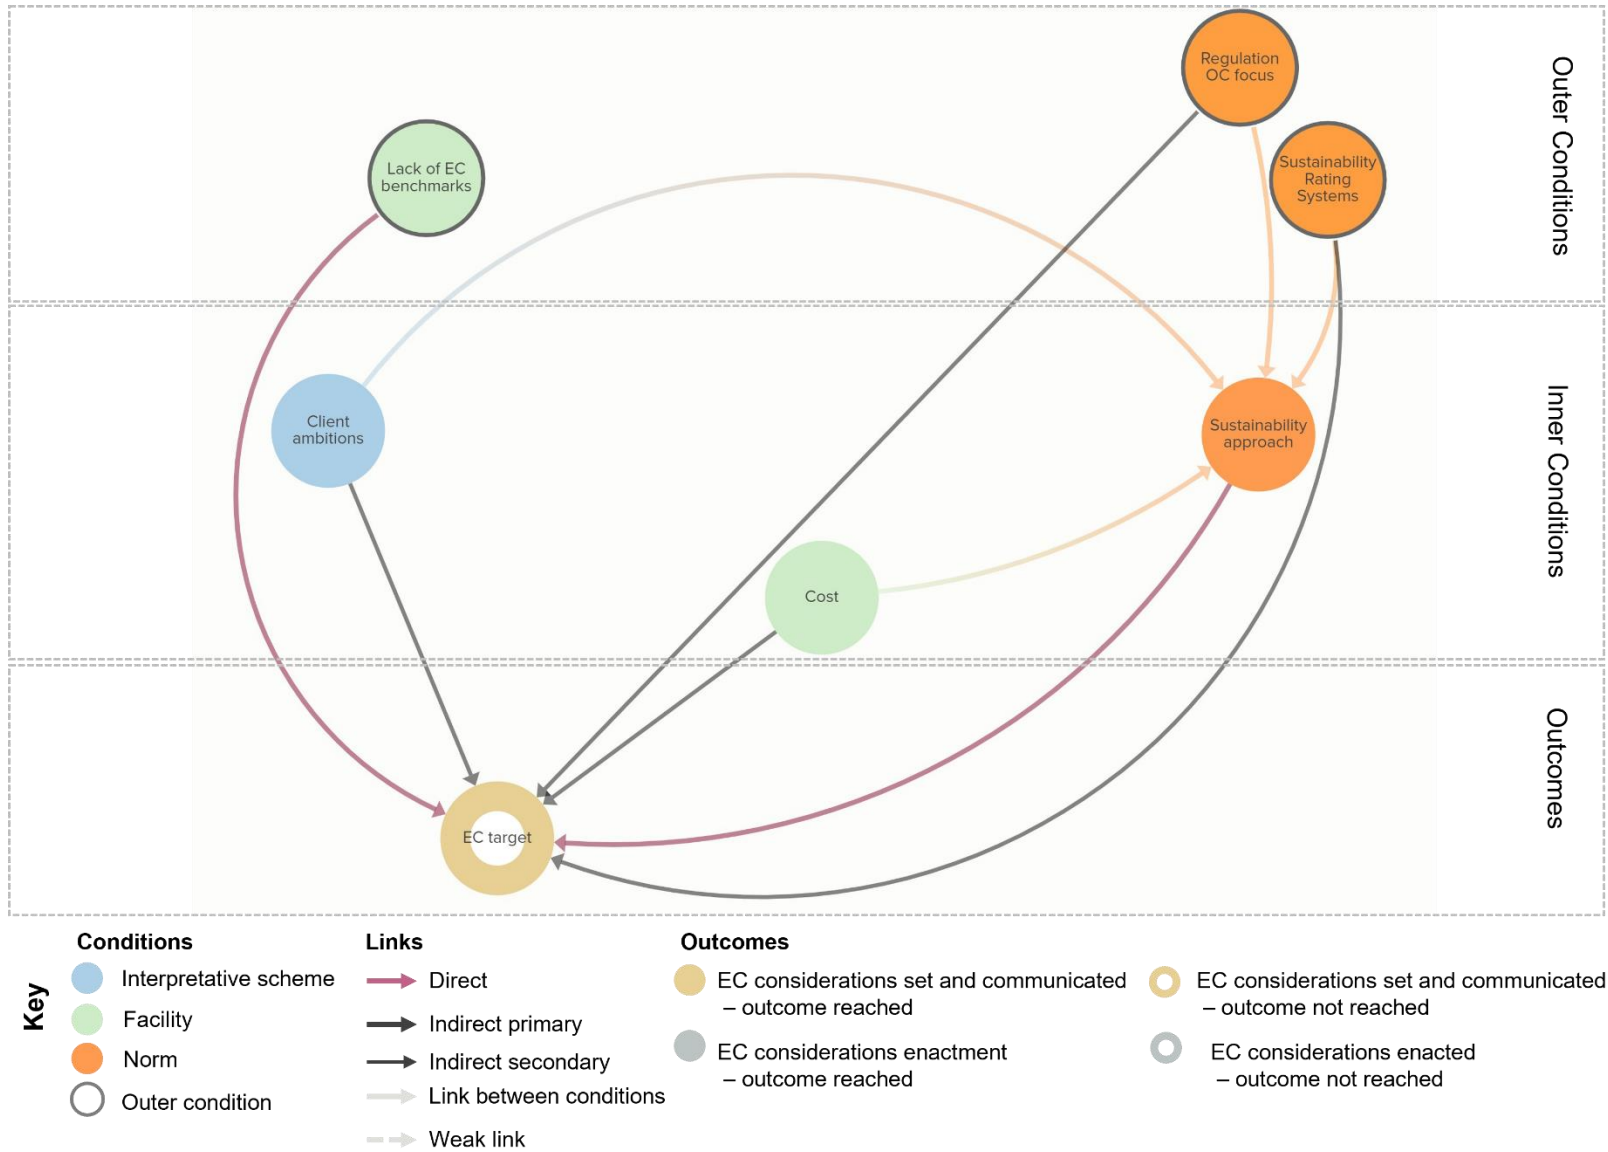 Regulation
OC focus
Outer Conditions
Lack of EC
benchmarks
Sustainability
Rating
Systems
Client
ambitions
Sustainability
approach
Inner Conditions
Cost
Outcomes
EC target
Key
Conditions
Interpretative scheme
Facility
Norm
Outer condition
Links
Direct
Indirect primary
Indirect secondary
Link between conditions
Weak link
Outcomes
EC considerations set and communicated
– outcome reached
EC considerations enactment
– outcome reached
EC considerations set and communicated
– outcome not reached
EC considerations enacted
– outcome not reached